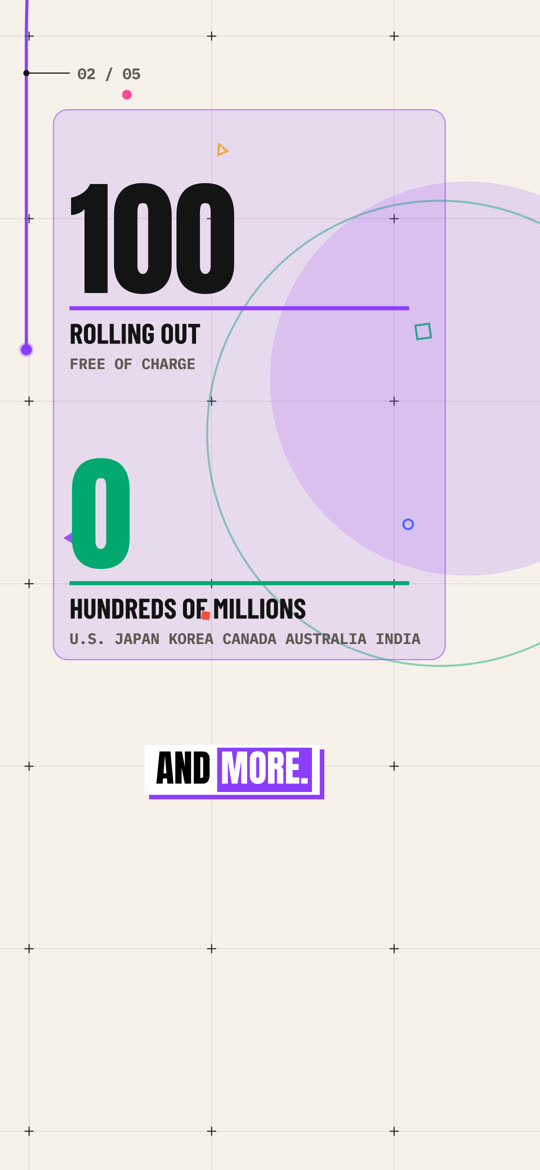 02 / 05
100
ROLLING OUT
FREE OF CHARGE
0
HUNDREDS OF MILLIONS
U.S. JAPAN KOREA CANADA AUSTRALIA INDIA
AND MORE.